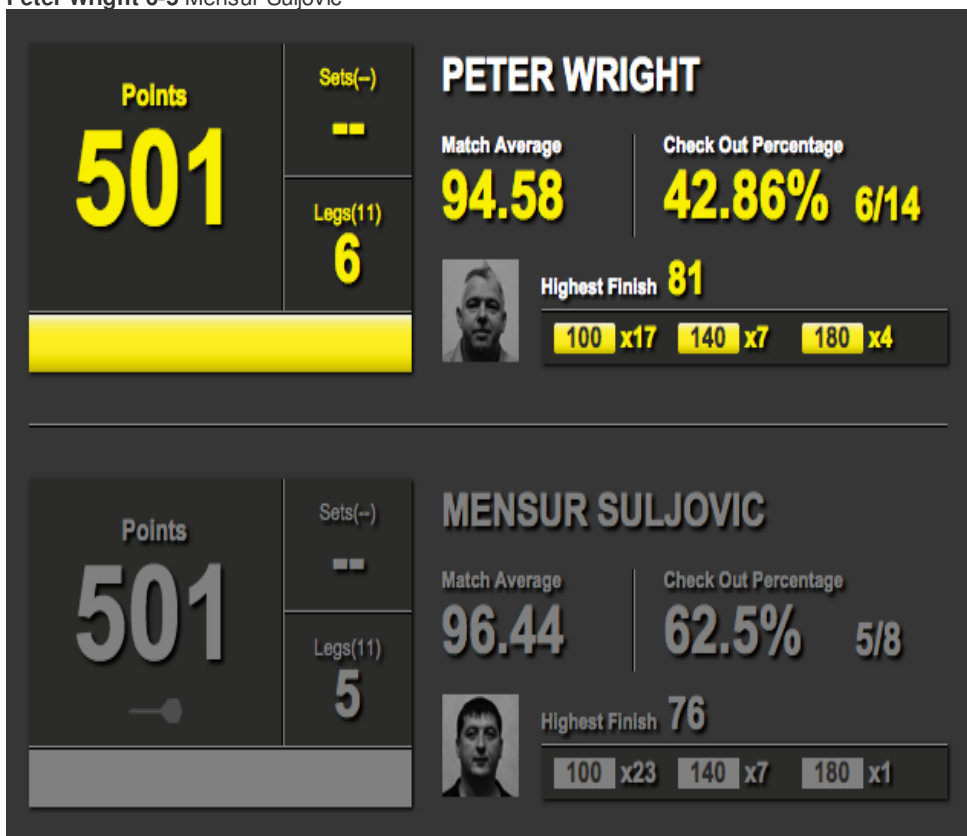 Peter Wright 6-5 Mensur Suljovic
Points
501
Sets(--)
--
Legs(11)
6
PETER WRIGHT
Match Average
94.58
Check Out Percentage
42.86% 6/14
Highest Finish 81
100 x17 140 x7 180 x4
Points
501
Sets(--)
--
Legs(11)
5
MENSUR SULJOVIC
Match Average
96.44
Check Out Percentage
62.5% 5/8
Highest Finish 76
100 x23 140 x7 180 x1